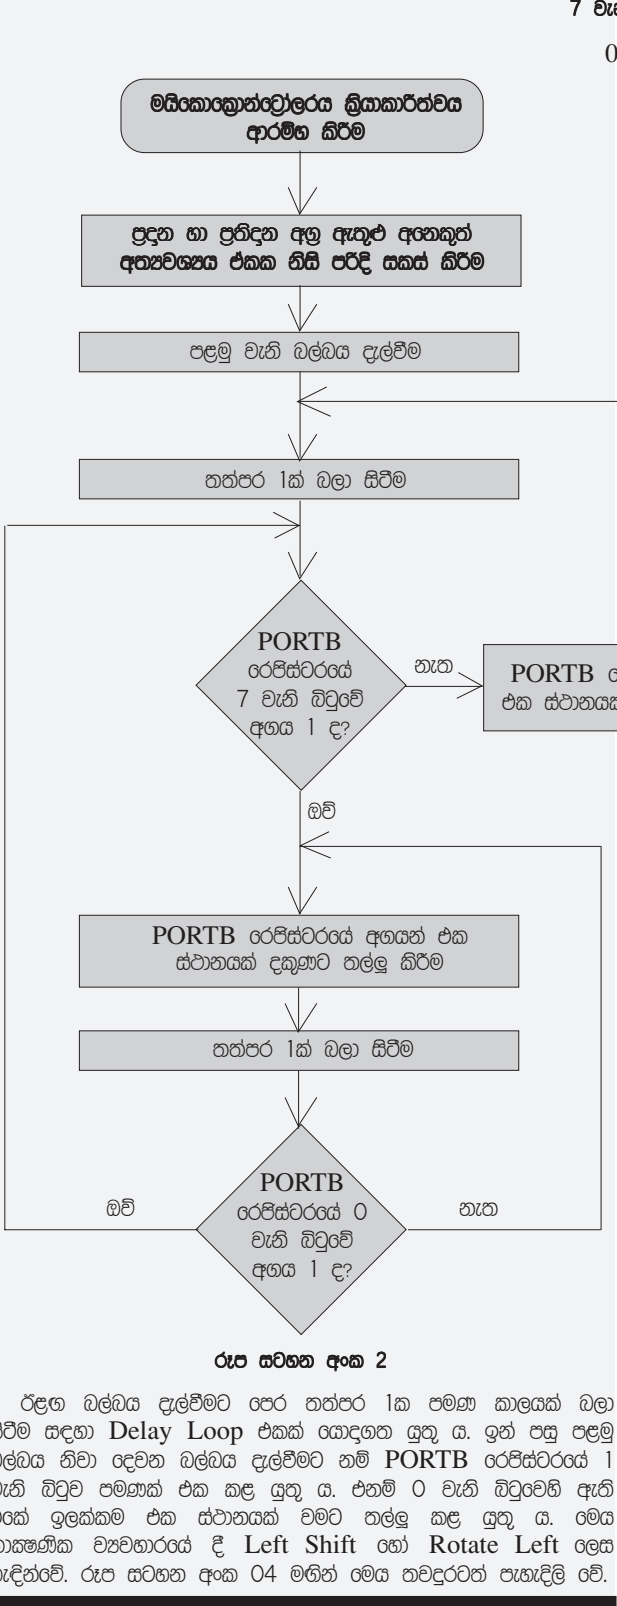 7
0
මයික්‍රොකොන්ට්‍රෝලරය ක්‍රියාකාරීත්වය
ආරම්භ කිරීම
ප්‍රදාන හා ප්‍රතිදාන අග්‍ර ඇතුළු අනෙකුත්
අත්‍යවශ්‍යය ඒකක නිසි පරිදි සකස් කිරීම
පළමු වැනි බල්බය දැල්වීම
තත්පර 1ක් බලා සිටීම
PORTB
රෙජිස්ටරයේ
7 වැනි බිටුවේ
අගය 1 ද?
නැත
PORTB
එක ස්ථානයක්
ඔව්
PORTB රෙජිස්ටරයේ අගයන් එක
ස්ථානයක් දකුණට තල්ලු කිරීම
තත්පර 1ක් බලා සිටීම
PORTB
රෙජිස්ටරයේ 0
වැනි බිටුවේ
අගය 1 ද?
ඔව්
නැත
රූප සටහන අංක 2
ඊළඟ බල්බය දැල්වීමට පෙර තත්පර 1ක පමණ කාලයක් බලා
සිටීම සඳහා Delay Loop එකක් යොදාගත යුතු ය. ඉන් පසු පළමු
බල්බය නිවා දෙවන බල්බය දැල්වීමට නම් PORTB රෙජිස්ටරයේ 1
වැනි බිටුව පමණක් එක කළ යුතු ය. එනම් 0 වැනි බිටුවෙහි ඇති
එකේ ඉලක්කම එක ස්ථානයක් වමට තල්ලු කළ යුතු ය. මෙය
තාක්ෂණික ව්‍යවහාරයේ දී Left Shift හෝ Rotate Left ලෙස
හැඳින්වේ. රූප සටහන අංක 04 මඟින් මෙය තවදුරටත් පැහැදිලි වේ.